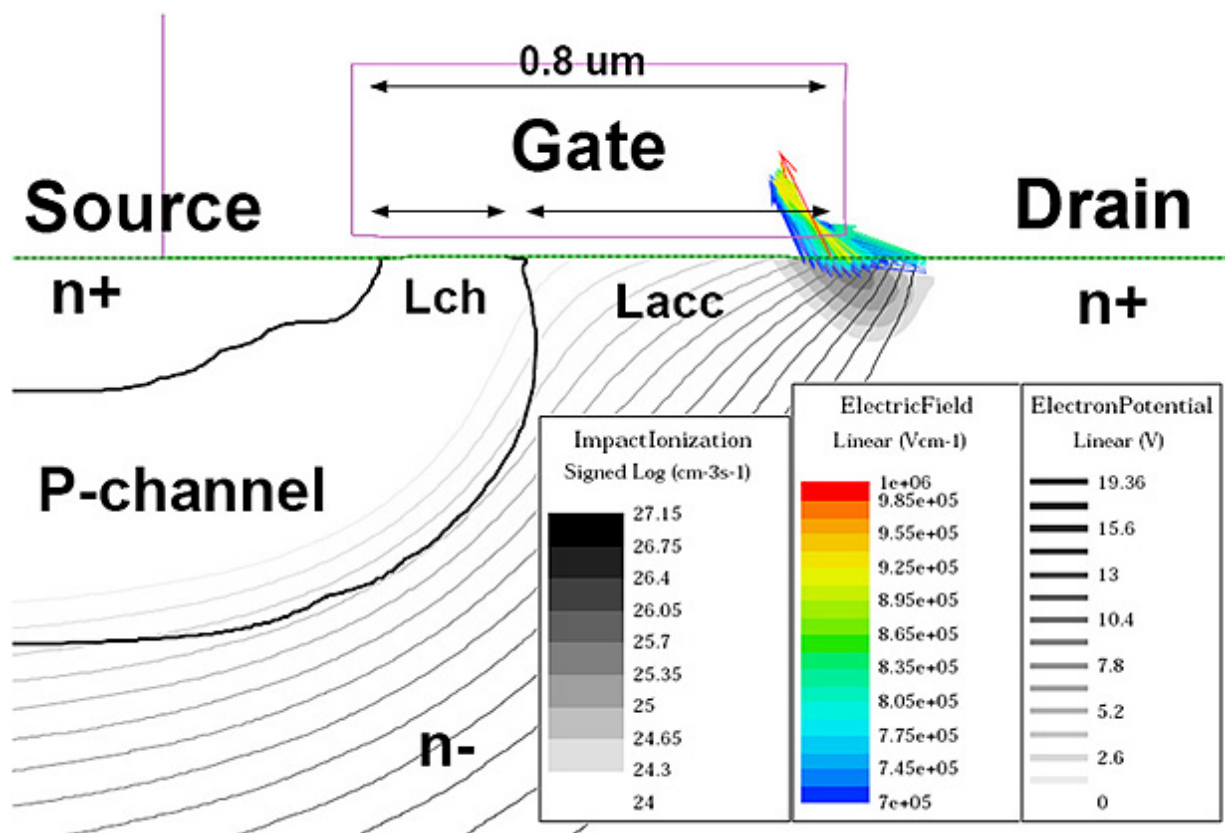 0.8 um
Gate
Source
Drain
n+
Lch
Lacc
n+
P-channel
n-
ImpactIonization
Signed Log (cm-3s-1)
27.15
26.75
26.4
26.05
25.7
25.35
25
24.65
24.3
24
ElectricField
Linear (Vcm-1)
1e+06
9.85e+05
9.55e+05
9.25e+05
8.95e+05
8.65e+05
8.35e+05
8.05e+05
7.75e+05
7.45e+05
7e+05
ElectronPotential
Linear (V)
19.36
15.6
13
10.4
7.8
5.2
2.6
0